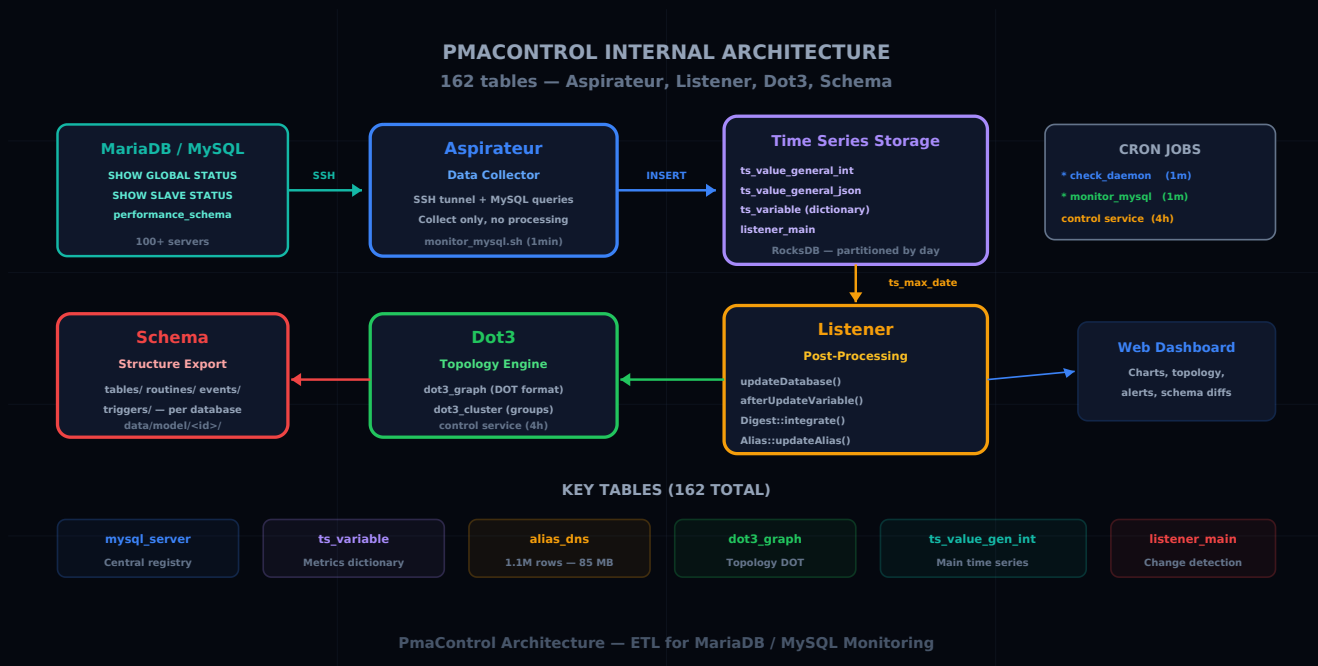 PMACONTROL INTERNAL ARCHITECTURE
162 tables — Aspirateur, Listener, Dot3, Schema
MariaDB / MySQL
SHOW GLOBAL STATUS
SHOW SLAVE STATUS
performance_schema
100+ servers
SSH
Aspirateur
Data Collector
SSH tunnel + MySQL queries
Collect only, no processing
monitor_mysql.sh (1min)
INSERT
Time Series Storage
ts_value_general_int
ts_value_general_json
ts_variable (dictionary)
listener_main
RocksDB — partitioned by day
CRON JOBS
* check_daemon (1m)
* monitor_mysql (1m)
control service (4h)
ts_max_date
Schema
Structure Export
tables/ routines/ events/
triggers/ — per database
data/model/<id>/
Dot3
Topology Engine
dot3_graph (DOT format)
dot3_cluster (groups)
control service (4h)
Listener
Post-Processing
updateDatabase()
afterUpdateVariable()
Digest::integrate()
Alias::updateAlias()
Web Dashboard
Charts, topology,
alerts, schema diffs
KEY TABLES (162 TOTAL)
mysql_server
Central registry
ts_variable
Metrics dictionary
alias_dns
1.1M rows — 85 MB
dot3_graph
Topology DOT
ts_value_gen_int
Main time series
listener_main
Change detection
PmaControl Architecture — ETL for MariaDB / MySQL Monitoring